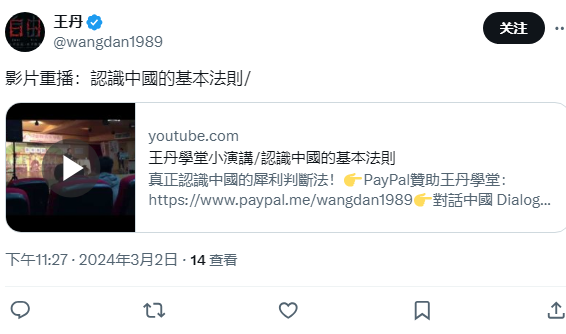 自由
王丹
@wangdan1989
关注
影片重播：認識中國的基本法則/
youtube.com
王丹學堂小演講/認識中國的基本法則
真正認識中國的犀利判斷法！👉PayPal贊助王丹學堂：
https://www.paypal.me/wangdan1989👉對話中國 Dialog...
下午11:27 · 2024年3月2日 · 14 查看